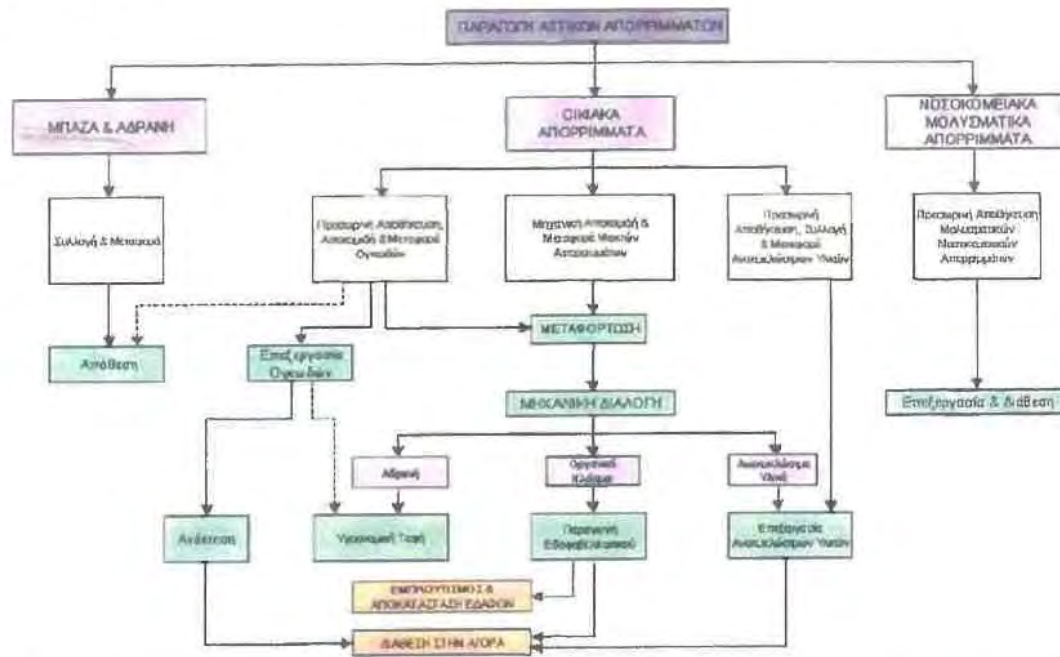 ΠΑΡΑΓΩΓΗ ΑΣΤΙΚΩΝ ΑΠΟΡΡΙΜΜΑΤΩΝ
ΜΠΑΖΑ & ΑΔΡΑΝΗ
ΟΙΚΙΑΚΑ
ΑΠΟΡΡΙΜΜΑΤΑ
ΝΟΣΟΚΟΜΕΙΑΚΑ
ΜΟΛΥΣΜΑΤΙΚΑ
ΑΠΟΡΡΙΜΜΑΤΑ
Συλλογή & Μεταφορά
Προσωρινή Αποθήκευση,
Αποκομιδή & Μεταφορά
Ογκωδών
Μηχανική Αποκομιδή &
Μεταφορά Μικτών
Απορριμμάτων
Προσωρινή
Αποθήκευση, Συλλογή
& Μεταφορά
Ανακυκλώσιμων Υλικών
Προσωρινή Αποθήκευση
Μολυσματικών
Νοσοκομειακών
Απορριμμάτων
ΜΕΤΑΦΟΡΤΩΣΗ
Απόθεση
Επεξεργασία
Ογκωδών
ΜΗΧΑΝΙΚΗ ΔΙΑΛΟΓΗ
Επεξεργασία & Διάθεση
Αδρανή
Οργανικό
Κλάσμα
Ανακυκλώσιμα
Υλικά
Ανάκτηση
Υγειονομική Ταφή
Παραγωγή
Εδαφοβελτιωτικού
Επεξεργασία
Ανακυκλώσιμων Υλικών
ΕΜΠΛΟΥΤΙΣΜΟΣ &
ΑΠΟΚΑΤΑΣΤΑΣΗ ΕΔΑΦΩΝ
ΔΙΑΘΕΣΗ ΣΤΗΝ ΑΓΟΡΑ